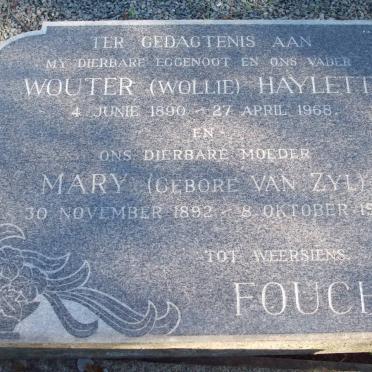 TER GEDAGTENIS AAN
MY DIERBARE EGGENOOT EN ONS VADER
WOUTER (WOLLIE) HAYLETT
4 JUNIE 1890 – 27 APRIL 1968.
EN
ONS DIERBARE MOEDER
MARY (GEBORE VAN ZYL)
30 NOVEMBER 1892 – 8 OKTOBER 19
TOT WEERSIENS.
FOUCH